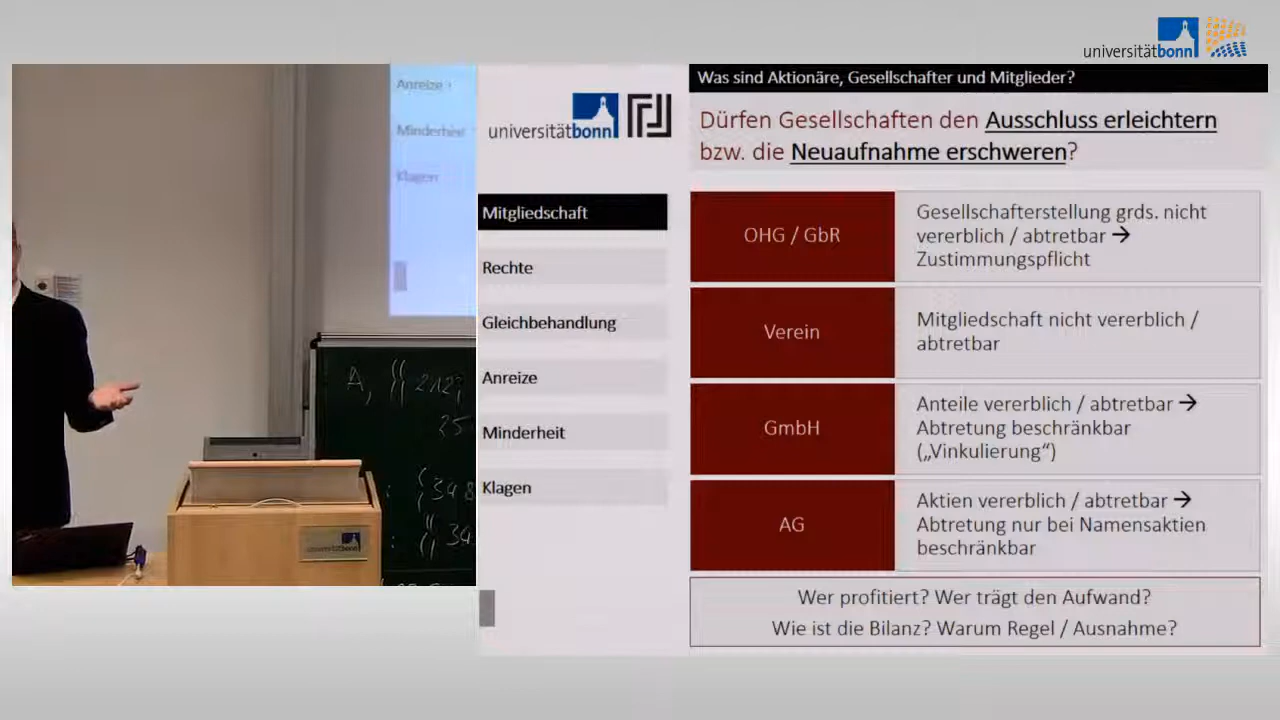 universitätbonn
Anreize
Minderheit
Klagen
A,
universitätbonn
universitätbonn
Mitgliedschaft
Rechte
Gleichbehandlung
Anreize
Minderheit
Klagen
Was sind Aktionäre, Gesellschafter und Mitglieder?
Dürfen Gesellschaften den Ausschluss erleichtern
bzw. die Neuaufnahme erschweren?
OHG / GbR
Gesellschafterstellung grds. nicht
vererblich / abtretbar →
Zustimmungspflicht
Verein
Mitgliedschaft nicht vererblich /
abtretbar
GmbH
Anteile vererblich / abtretbar →
Abtretung beschränkbar
(„Vinkulierung“)
AG
Aktien vererblich / abtretbar →
Abtretung nur bei Namensaktien
beschränkbar
Wer profitiert? Wer trägt den Aufwand?
Wie ist die Bilanz? Warum Regel / Ausnahme?